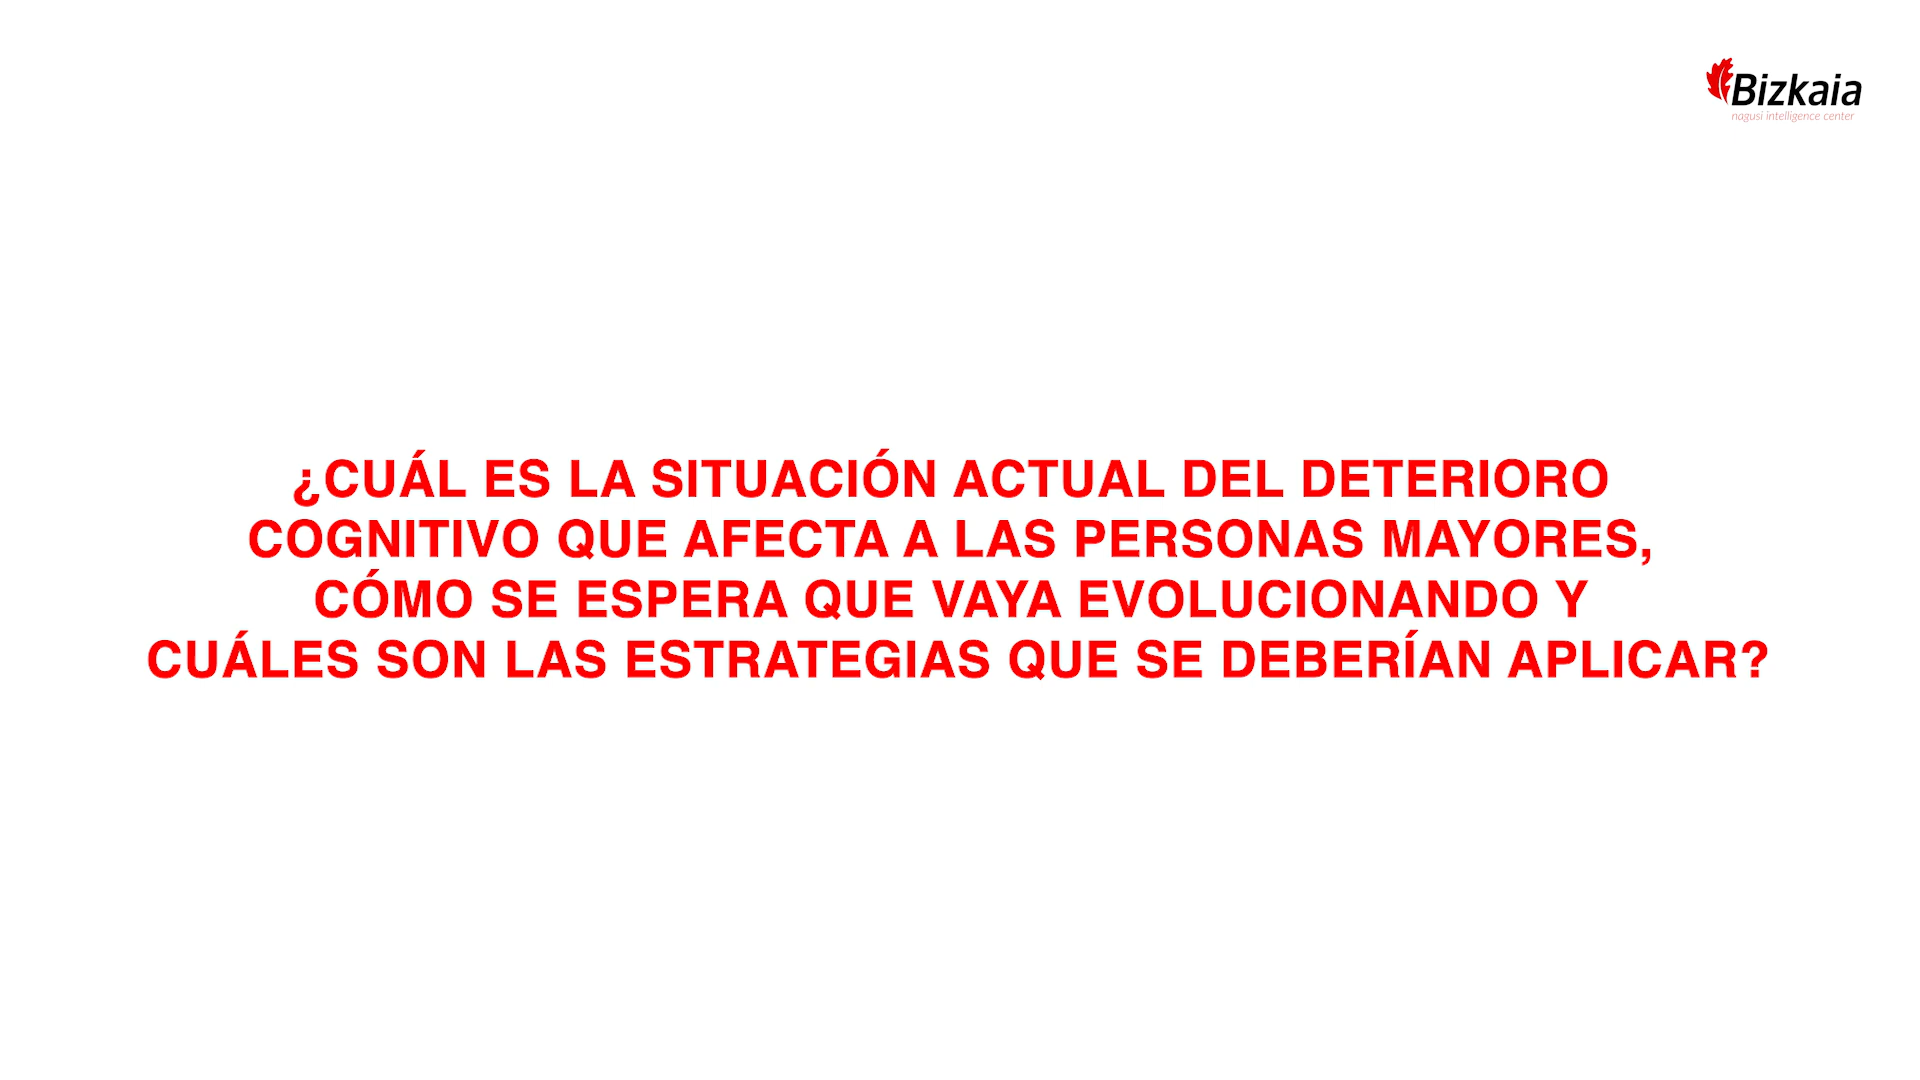 Bizkaia
nagusi intelligence center
¿CUÁL ES LA SITUACIÓN ACTUAL DEL DETERIORO
COGNITIVO QUE AFECTA A LAS PERSONAS MAYORES,
CÓMO SE ESPERA QUE VAYA EVOLUCIONANDO Y
CUÁLES SON LAS ESTRATEGIAS QUE SE DEBERÍAN APLICAR?